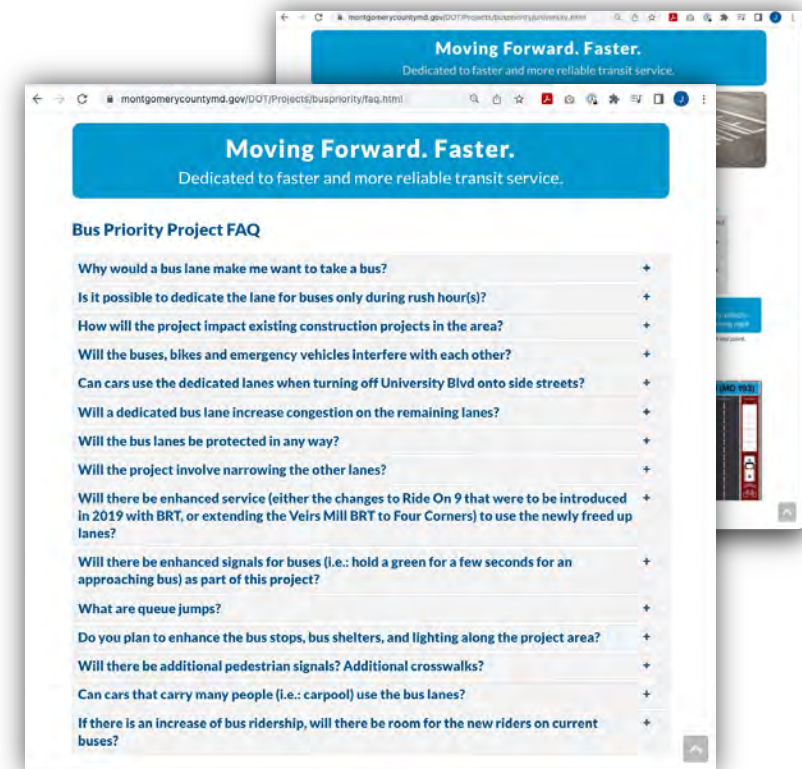 montgomerycountymd.gov/DOT/Projects/buspriority/university.html
Moving Forward. Faster.
Dedicated to faster and more reliable transit service.
(MD 193)
montgomerycountymd.gov/DOT/Projects/buspriority/faq.html
J
Moving Forward. Faster.
Dedicated to faster and more reliable transit service.
Bus Priority Project FAQ
Why would a bus lane make me want to take a bus? +
Is it possible to dedicate the lane for buses only during rush hour(s)? +
How will the project impact existing construction projects in the area? +
Will the buses, bikes and emergency vehicles interfere with each other? +
Can cars use the dedicated lanes when turning off University Blvd onto side streets? +
Will a dedicated bus lane increase congestion on the remaining lanes? +
Will the bus lanes be protected in any way? +
Will the project involve narrowing the other lanes? +
Will there be enhanced service (either the changes to Ride On 9 that were to be introduced +
in 2019 with BRT, or extending the Veirs Mill BRT to Four Corners) to use the newly freed up
lanes?
Will there be enhanced signals for buses (i.e.: hold a green for a few seconds for an +
approaching bus) as part of this project?
What are queue jumps? +
Do you plan to enhance the bus stops, bus shelters, and lighting along the project area? +
Will there be additional pedestrian signals? Additional crosswalks? +
Can cars that carry many people (i.e.: carpool) use the bus lanes? +
If there is an increase of bus ridership, will there be room for the new riders on current +
buses?